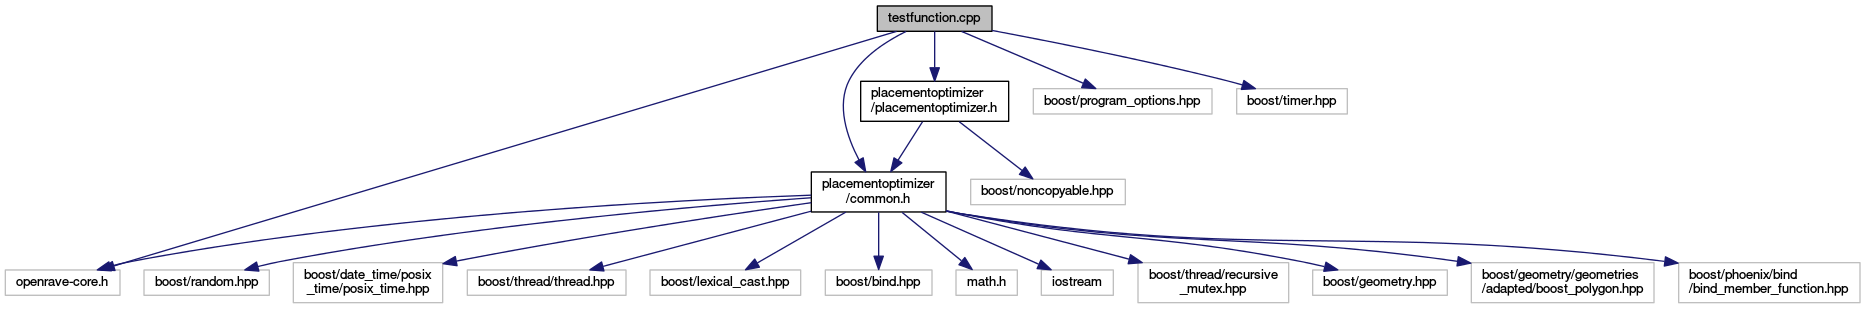 testfunction.cpp
placementoptimizer
/placementoptimizer.h
boost/program_options.hpp
boost/timer.hpp
placementoptimizer
/common.h
boost/noncopyable.hpp
openrave-core.h
boost/random.hpp
boost/date_time/posix
_time/posix_time.hpp
boost/thread/thread.hpp
boost/lexical_cast.hpp
boost/bind.hpp
math.h
iostream
boost/thread/recursive
_mutex.hpp
boost/geometry.hpp
boost/geometry/geometries
/adapted/boost_polygon.hpp
boost/phoenix/bind
/bind_member_function.hpp